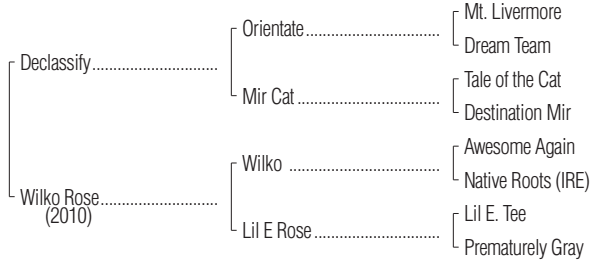 Mt. Livermore
Orientate
Dream Team
Declassify
Tale of the Cat
Mir Cat
Destination Mir
Awesome Again
Wilko
Native Roots (IRE)
Wilko Rose
(2010)
Lil E. Tee
Lil E Rose
Prematurely Gray